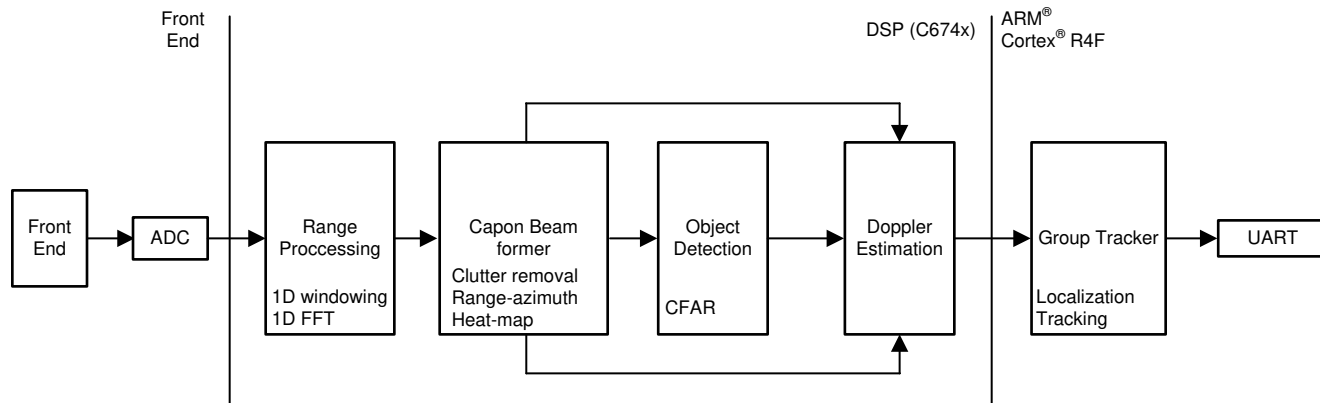 Front
End
DSP (C674x)
ARM®
Cortex® R4F
Front
End
ADC
Range
Proccessing
1D windowing
1D FFT
Capon Beam
former
Clutter removal
Range-azimuth
Heat-map
Object
Detection
CFAR
Doppler
Estimation
Group Tracker
Localization
Tracking
UART